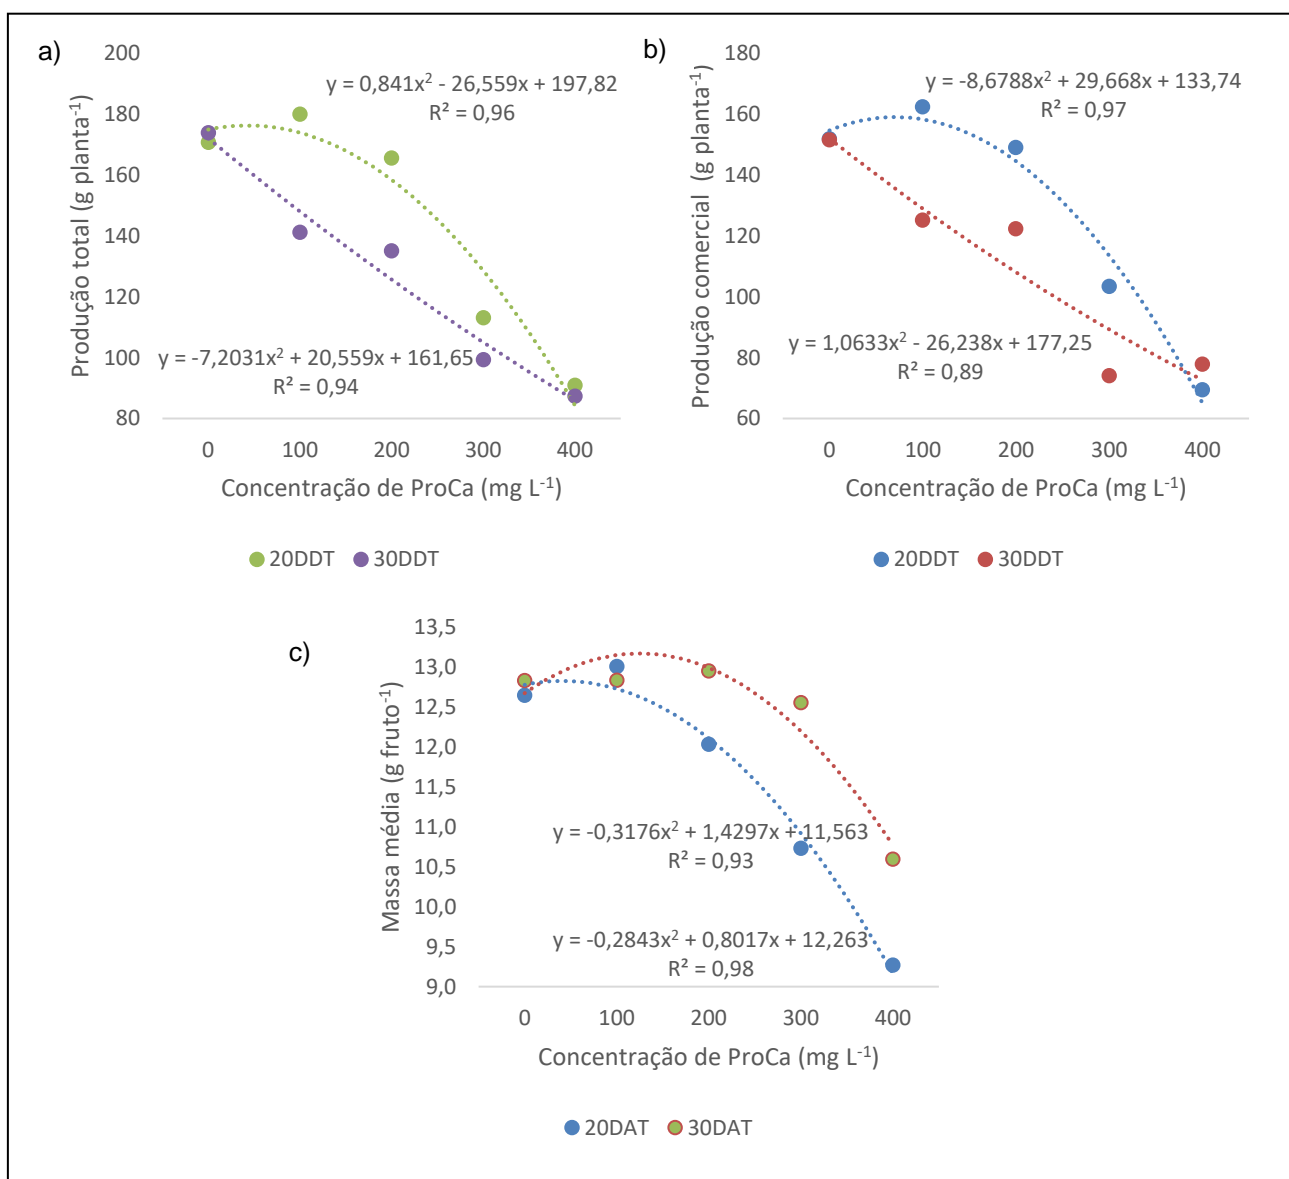 a)
200
180
160
140
120
100
80
Produção total (g planta⁻¹)
y = 0,841x² - 26,559x + 197,82
R² = 0,96
y = -7,2031x² + 20,559x + 161,65
R² = 0,94
0 100 200 300 400
Concentração de ProCa (mg L⁻¹)
20DDT 30DDT
b)
180
160
140
120
100
80
60
Produção comercial (g planta⁻¹)
y = -8,6788x² + 29,668x + 133,74
R² = 0,97
y = 1,0633x² - 26,238x + 177,25
R² = 0,89
0 100 200 300 400
Concentração de ProCa (mg L⁻¹)
20DDT 30DDT
c)
13,5
13,0
12,5
12,0
11,5
11,0
10,5
10,0
9,5
9,0
Massa média (g fruto⁻¹)
y = -0,3176x² + 1,4297x + 11,563
R² = 0,93
y = -0,2843x² + 0,8017x + 12,263
R² = 0,98
0 100 200 300 400
Concentração de ProCa (mg L⁻¹)
20DAT 30DAT